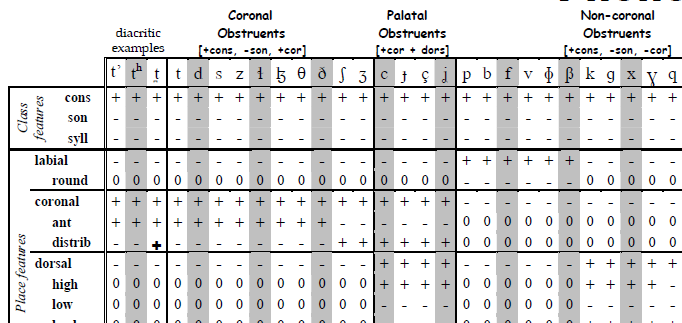 Coronal Palatal Non-coronal
diacritic Obstruents Obstruents Obstruents
examples [+cons, -son, +cor] [+cor + dors] [+cons, -son, -cor]
t’ tʰ t̪ t d s z ɬ ɮ θ ð ʃ ʒ c ɟ ç j p b f v ɸ β k g x ɣ q
Class features
cons + + + + + + + + + + + + + + + + + + + + + + + + + + + +
son - - - - - - - - - - - - - - - - - - - - - - - - - - - -
syll - - - - - - - - - - - - - - - - - - - - - - - - - - - -
Place features
labial - - - - - - - - - - - - - - - - - + + + + + + - - - - -
round 0 0 0 0 0 0 0 0 0 0 0 0 0 0 0 0 0 - - - - - - 0 0 0 0 0
coronal + + + + + + + + + + + + + + + + + - - - - - - - - - - -
ant + + + + + + + + + + + - - - - - - 0 0 0 0 0 0 0 0 0 0 0
distrib - - + - - - - - - - - + + + + + + 0 0 0 0 0 0 0 0 0 0 0
dorsal - - - - - - - - - - - - - + + + + - - - - - - + + + + +
high 0 0 0 0 0 0 0 0 0 0 0 0 0 + + + + 0 0 0 0 0 0 + + + + -
low 0 0 0 0 0 0 0 0 0 0 0 0 0 - - - - 0 0 0 0 0 0 - - - - -